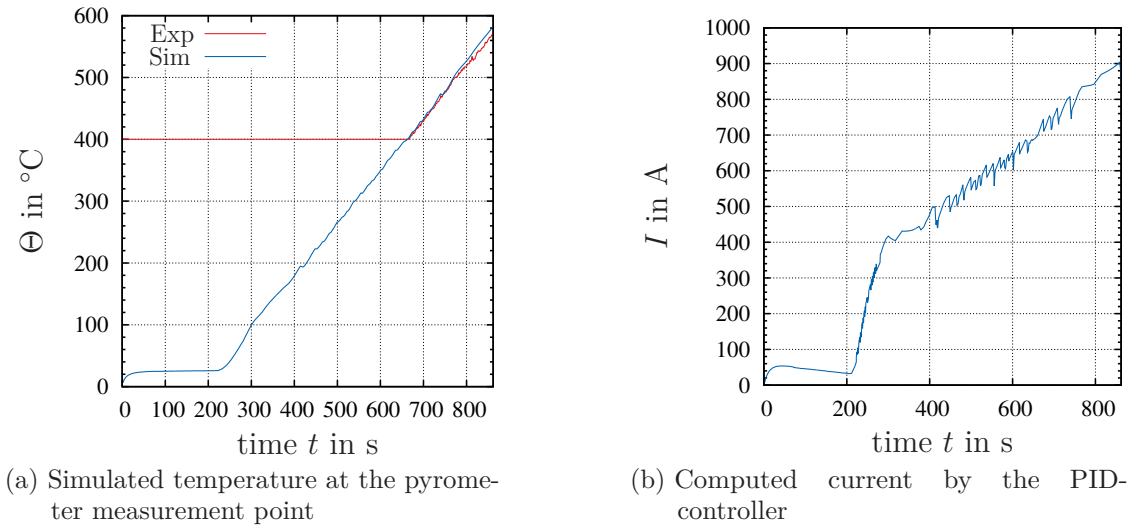 600
500
400
300
200
100
0
Exp
Sim
Θ in °C
0 100 200 300 400 500 600 700 800
time t in s
(a) Simulated temperature at the pyrome-
ter measurement point
1000
900
800
700
600
500
400
300
200
100
0
I in A
0 200 400 600 800
time t in s
(b) Computed current by the PID-
controller